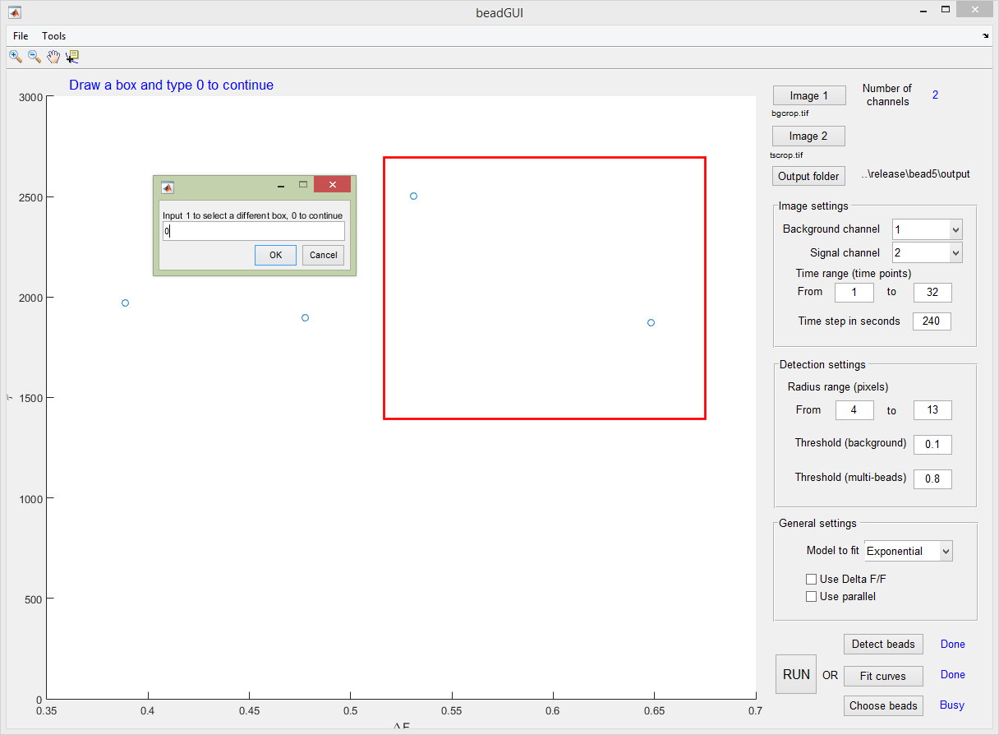 beadGUI
File Tools
Draw a box and type 0 to continue
3000
2500
2000
1500
1000
500
0
0.35 0.4 0.45 0.5 0.55 0.6 0.65 0.7
ΔF
Input 1 to select a different box, 0 to continue
0
OK Cancel
Image 1
bgcrop.tif
Number of
channels
2
Image 2
tscrop.tif
Output folder ..\release\bead5\output
Image settings
Background channel 1
Signal channel 2
Time range (time points)
From 1 to 32
Time step in seconds 240
Detection settings
Radius range (pixels)
From 4 to 13
Threshold (background) 0.1
Threshold (multi-beads) 0.8
General settings
Model to fit Exponential
Use Delta F/F
Use parallel
RUN OR
Detect beads Done
Fit curves Done
Choose beads Busy